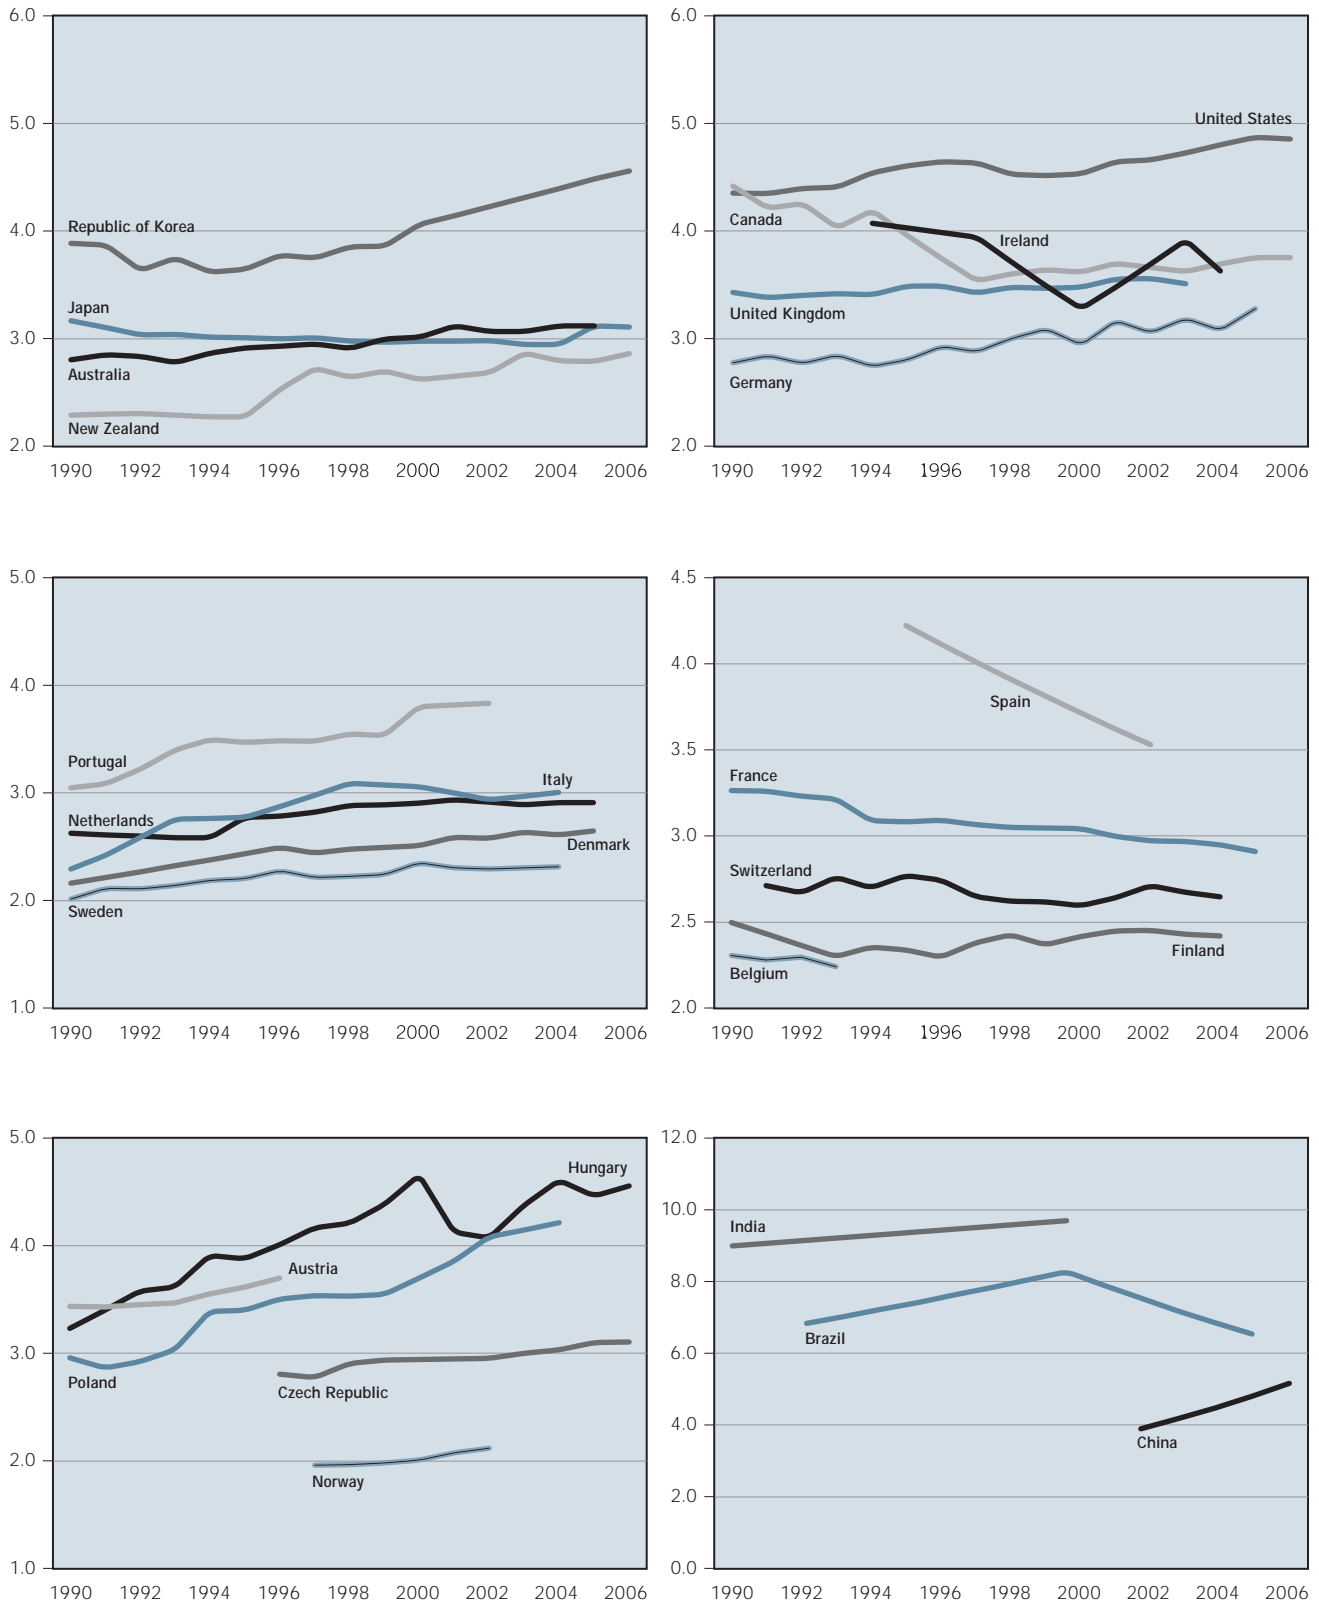 6.0
5.0
Republic of Korea
4.0
Japan
3.0
Australia
New Zealand
2.0
1990 1992 1994 1996 1998 2000 2002 2004 2006
6.0
United States
5.0
Canada
4.0
Ireland
United Kingdom
3.0
Germany
2.0
1990 1992 1994 1996 1998 2000 2002 2004 2006
5.0
4.0
Portugal
3.0
Italy
Netherlands
Denmark
2.0
Sweden
1.0
1990 1992 1994 1996 1998 2000 2002 2004 2006
4.5
4.0
Spain
3.5
France
3.0
Switzerland
2.5
Finland
Belgium
2.0
1990 1992 1994 1996 1998 2000 2002 2004 2006
5.0
Hungary
4.0
Austria
3.0
Poland
Czech Republic
2.0
Norway
1.0
1990 1992 1994 1996 1998 2000 2002 2004 2006
12.0
10.0
India
8.0
Brazil
6.0
4.0
China
2.0
0.0
1990 1992 1994 1996 1998 2000 2002 2004 2006